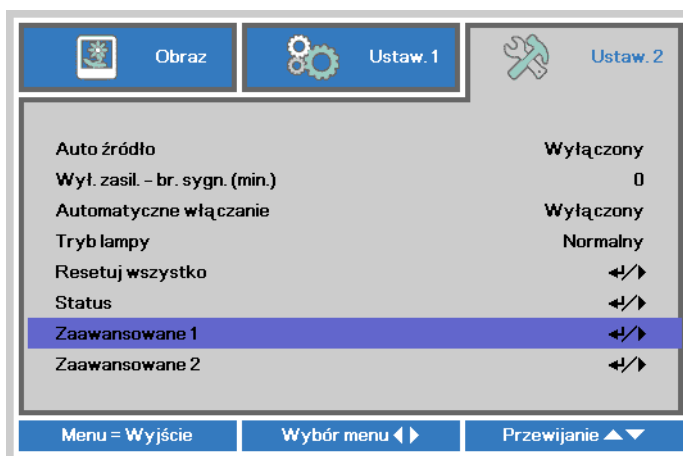 Obraz Ustaw. 1 Ustaw. 2
Auto źródło Wyłączony
Wył. zasil. – br. sygn. (min.) 0
Automatyczne włączanie Wyłączony
Tryb lampy Normalny
Resetuj wszystko
Status
Zaawansowane 1
Zaawansowane 2
Menu = Wyjście Wybór menu Przewijanie